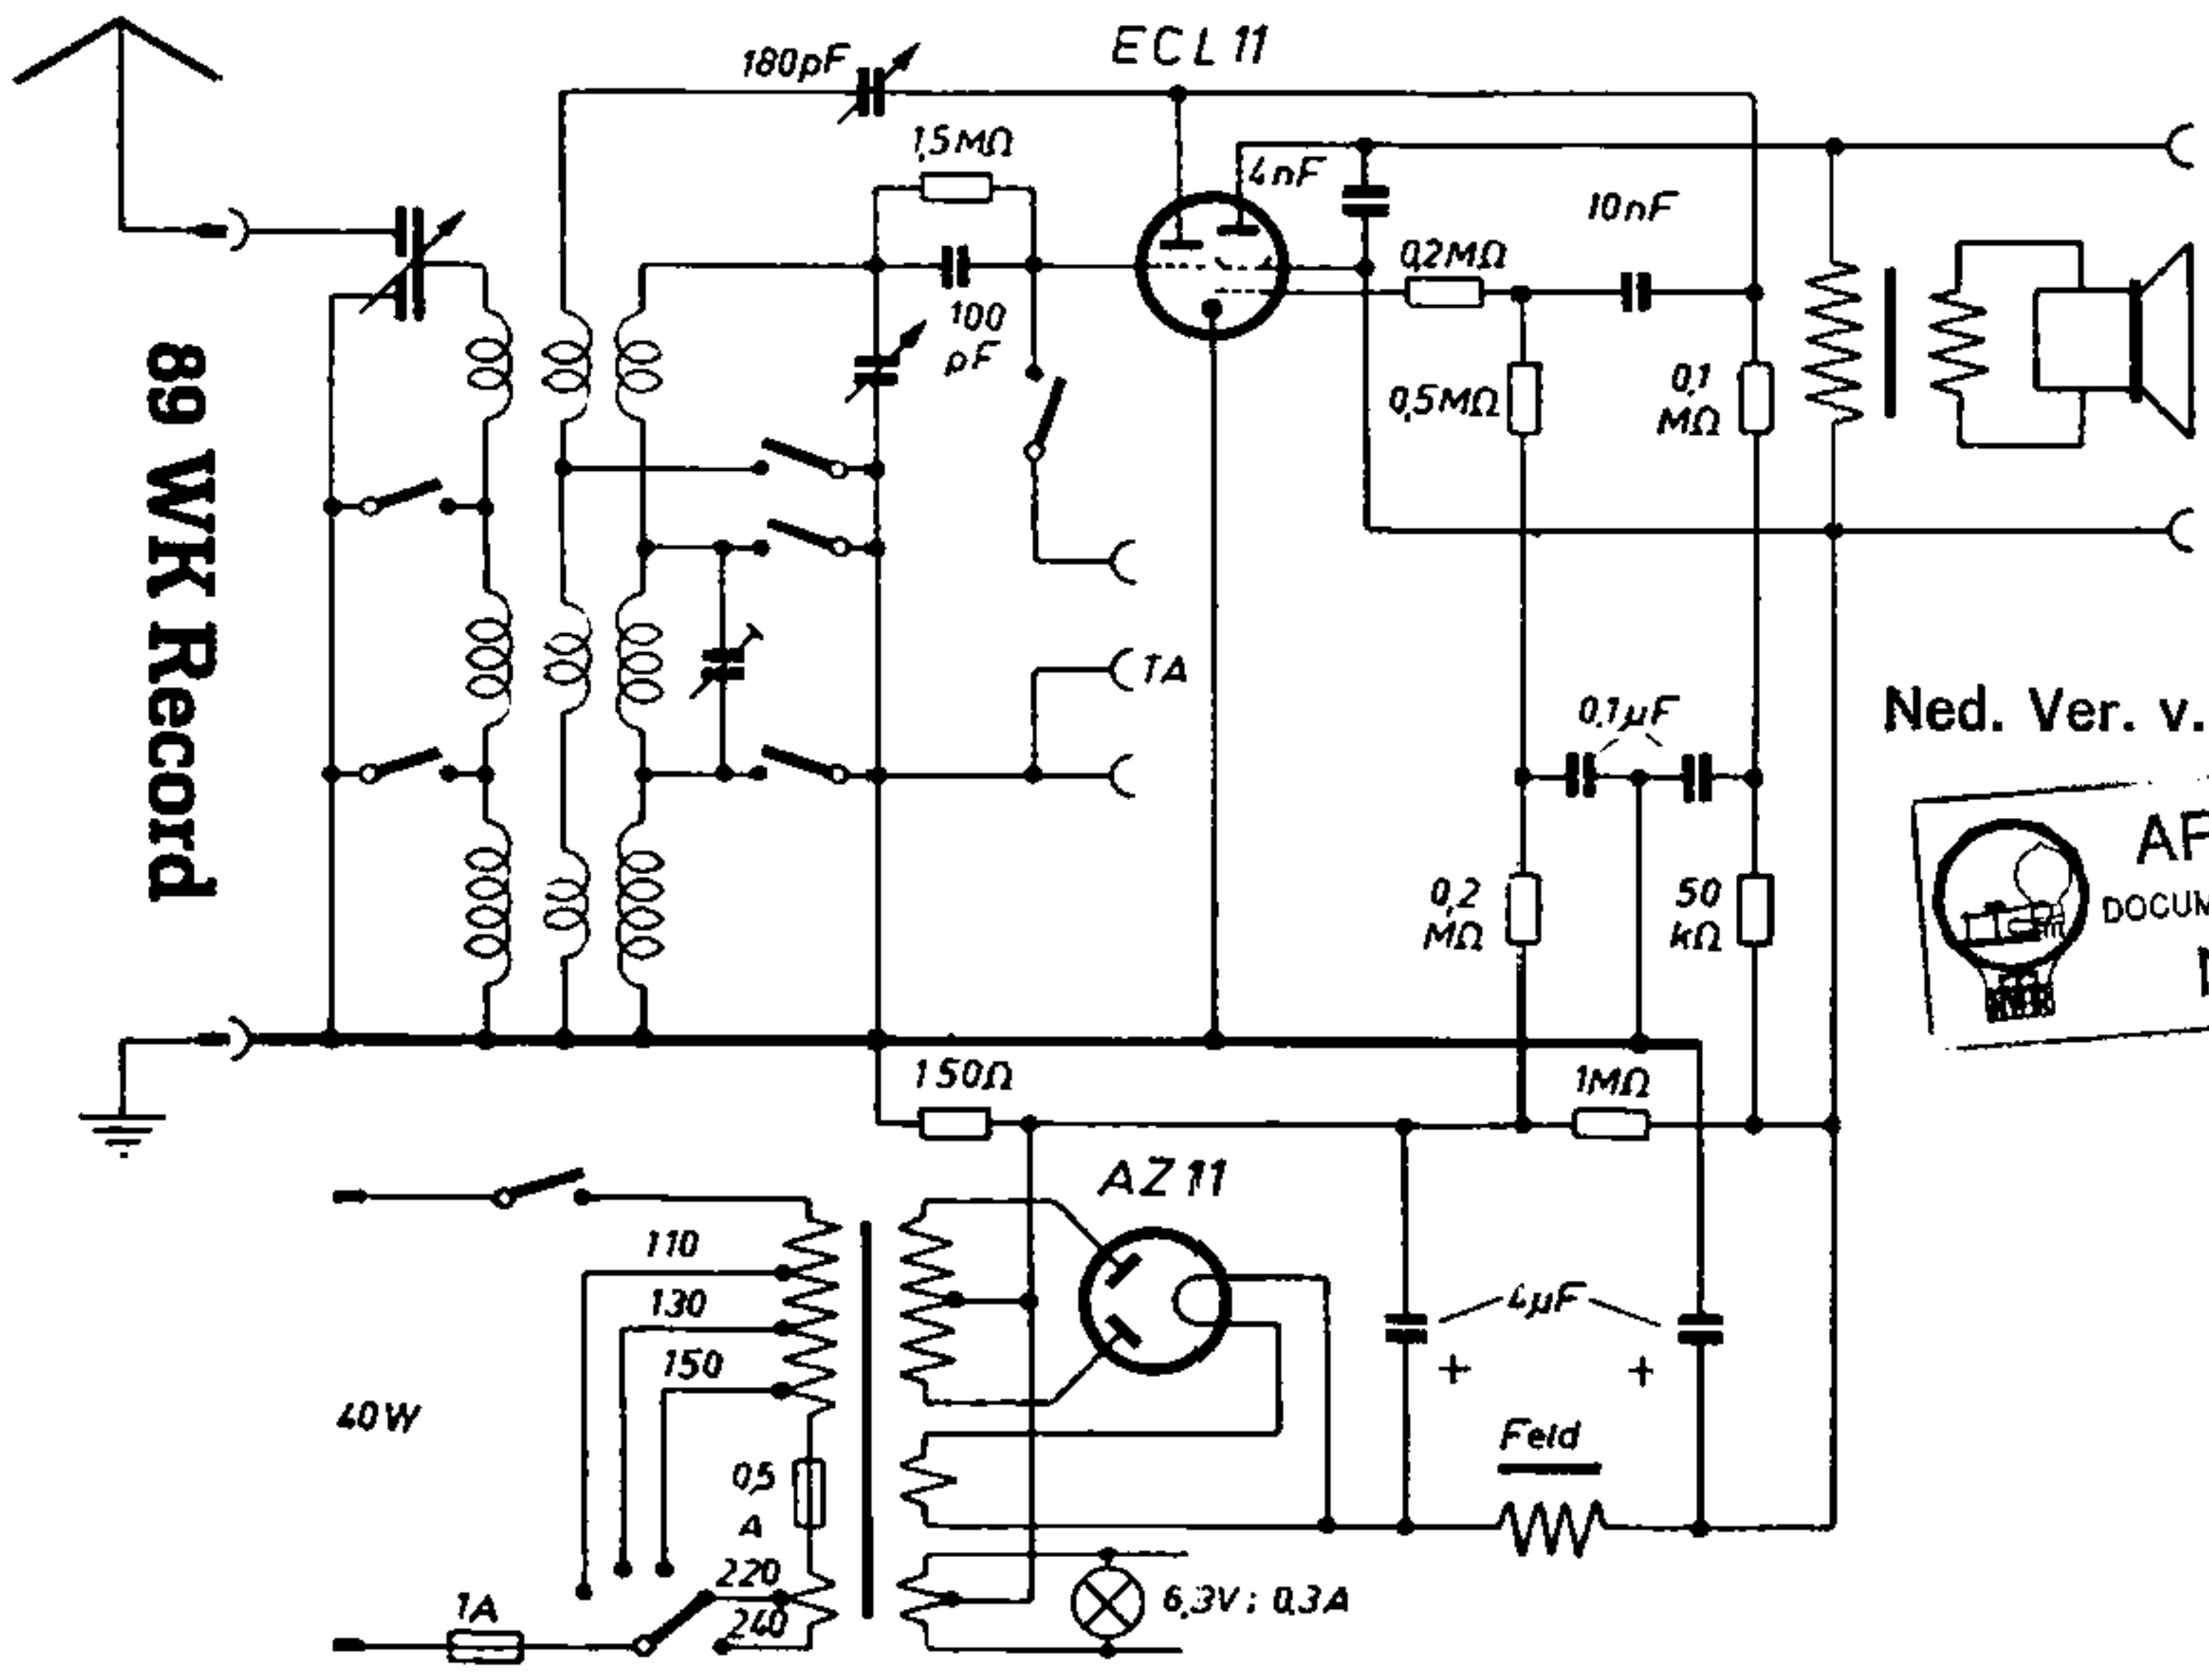 ECL11
180pF
1,5MΩ
4nF
10nF
0,2MΩ
100
pF
0,5MΩ
0,1
MΩ
89 WK Record
TA
0,1µF
Ned. Ver. v.
0,2
MΩ
50
kΩ
150Ω
1MΩ
AZ11
110
130
150
4µF
+
+
40W
Feld
0,5
A
220
240
1A
6,3V; 0,3A